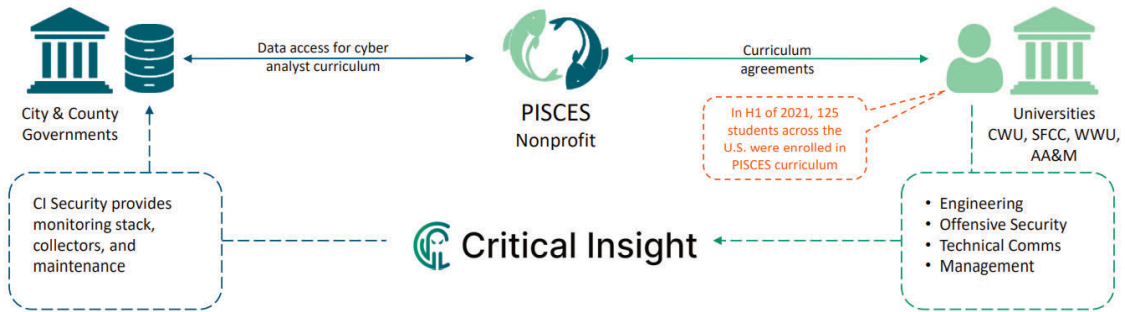 Data access for cyber
analyst curriculum
Curriculum
agreements
City & County
Governments
PISCES
Nonprofit
In H1 of 2021, 125
students across the
U.S. were enrolled in
PISCES curriculum
Universities
CWU, SFCC, WWU,
AA&M
CI Security provides
monitoring stack,
collectors, and
maintenance
Critical Insight
• Engineering
• Offensive Security
• Technical Comms
• Management